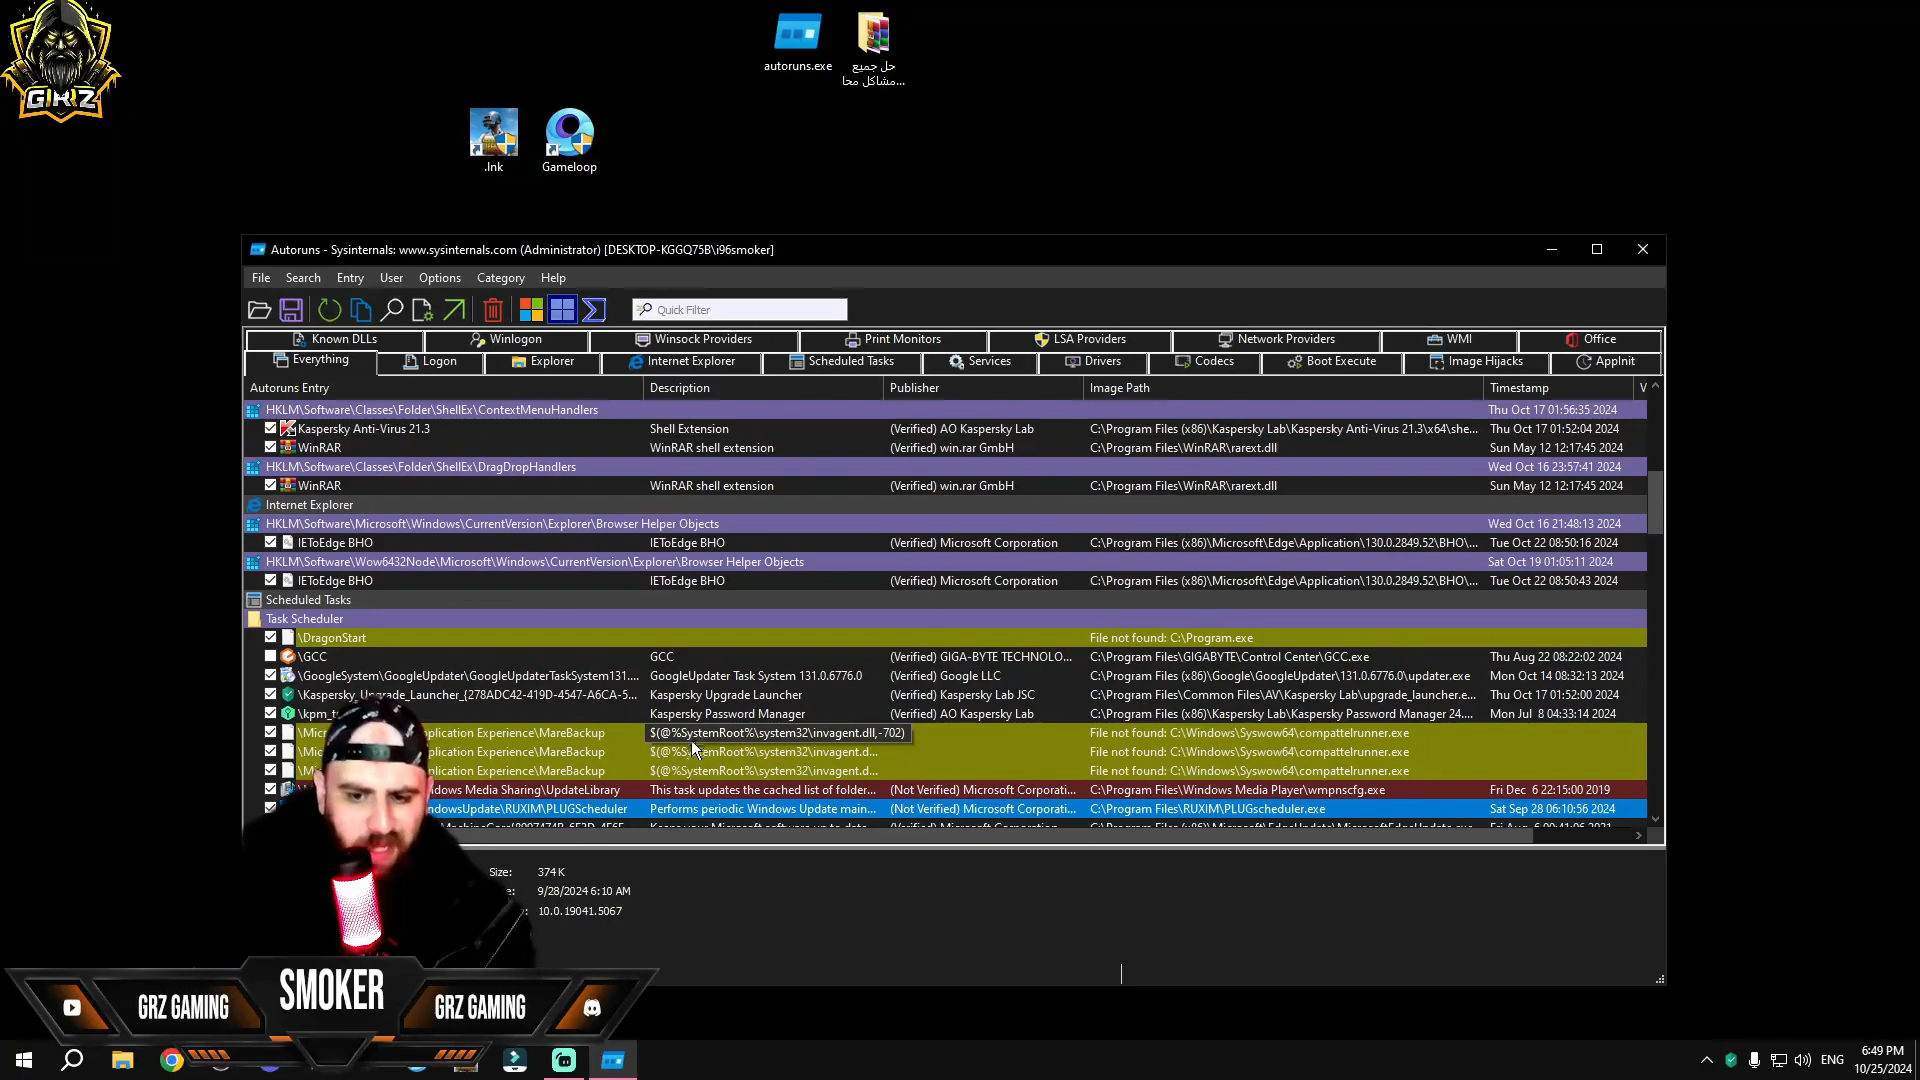 GRZ
autoruns.exe
حل جميع
مشاكل محا...
.lnk
Gameloop
Autoruns - Sysinternals: www.sysinternals.com (Administrator) [DESKTOP-KGGQ75B\i96smoker]
File Search Entry User Options Category Help
Quick Filter
Known DLLs Winlogon Winsock Providers Print Monitors LSA Providers Network Providers WMI Office
Everything Logon Explorer Internet Explorer Scheduled Tasks Services Drivers Codecs Boot Execute Image Hijacks AppInit
Autoruns Entry Description Publisher Image Path Timestamp V
HKLM\Software\Classes\Folder\ShellEx\ContextMenuHandlers Thu Oct 17 01:56:35 2024
Kaspersky Anti-Virus 21.3 Shell Extension (Verified) AO Kaspersky Lab C:\Program Files (x86)\Kaspersky Lab\Kaspersky Anti-Virus 21.3\x64\she... Thu Oct 17 01:52:04 2024
WinRAR WinRAR shell extension (Verified) win.rar GmbH C:\Program Files\WinRAR\rarext.dll Sun May 12 12:17:45 2024
HKLM\Software\Classes\Folder\ShellEx\DragDropHandlers Wed Oct 16 23:57:41 2024
WinRAR WinRAR shell extension (Verified) win.rar GmbH C:\Program Files\WinRAR\rarext.dll Sun May 12 12:17:45 2024
Internet Explorer
HKLM\Software\Microsoft\Windows\CurrentVersion\Explorer\Browser Helper Objects Wed Oct 16 21:48:13 2024
IEToEdge BHO IEToEdge BHO (Verified) Microsoft Corporation C:\Program Files (x86)\Microsoft\Edge\Application\130.0.2849.52\BHO\... Tue Oct 22 08:50:16 2024
HKLM\Software\Wow6432Node\Microsoft\Windows\CurrentVersion\Explorer\Browser Helper Objects Sat Oct 19 01:05:11 2024
IEToEdge BHO IEToEdge BHO (Verified) Microsoft Corporation C:\Program Files (x86)\Microsoft\Edge\Application\130.0.2849.52\BHO\... Tue Oct 22 08:50:43 2024
Scheduled Tasks
Task Scheduler
\DragonStart File not found: C:\Program.exe
\GCC GCC (Verified) GIGA-BYTE TECHNOLO... C:\Program Files\GIGABYTE\Control Center\GCC.exe Thu Aug 22 08:22:02 2024
\GoogleSystem\GoogleUpdater\GoogleUpdaterTaskSystem131.... GoogleUpdater Task System 131.0.6776.0 (Verified) Google LLC C:\Program Files (x86)\Google\GoogleUpdater\131.0.6776.0\updater.exe Mon Oct 14 08:32:13 2024
\Kaspersky_Upgrade_Launcher_{278ADC42-419D-4547-A6CA-5... Kaspersky Upgrade Launcher (Verified) Kaspersky Lab JSC C:\Program Files\Common Files\AV\Kaspersky Lab\upgrade_launcher.e... Thu Oct 17 01:52:00 2024
\kpm_t Kaspersky Password Manager (Verified) AO Kaspersky Lab C:\Program Files (x86)\Kaspersky Lab\Kaspersky Password Manager 24.... Mon Jul 8 04:33:14 2024
\Mic pplication Experience\MareBackup $(@%SystemRoot%\system32\invagent.dll,-702) File not found: C:\Windows\Syswow64\compattelrunner.exe
\Mi plication Experience\MareBackup $(@%SystemRoot%\system32\invagent.d... File not found: C:\Windows\Syswow64\compattelrunner.exe
\Mi plication Experience\MareBackup $(@%SystemRoot%\system32\invagent.d... File not found: C:\Windows\Syswow64\compattelrunner.exe
dows Media Sharing\UpdateLibrary This task updates the cached list of folder... (Not Verified) Microsoft Corporati... C:\Program Files\Windows Media Player\wmpnscfg.exe Fri Dec 6 22:15:00 2019
ndowsUpdate\RUXIM\PLUGScheduler Performs periodic Windows Update main... (Not Verified) Microsoft Corporati... C:\Program Files\RUXIM\PLUGscheduler.exe Sat Sep 28 06:10:56 2024
Size: 374 K
9/28/2024 6:10 AM
10.0.19041.5067
GRZ GAMING SMOKER GRZ GAMING
ENG 6:49 PM
10/25/2024